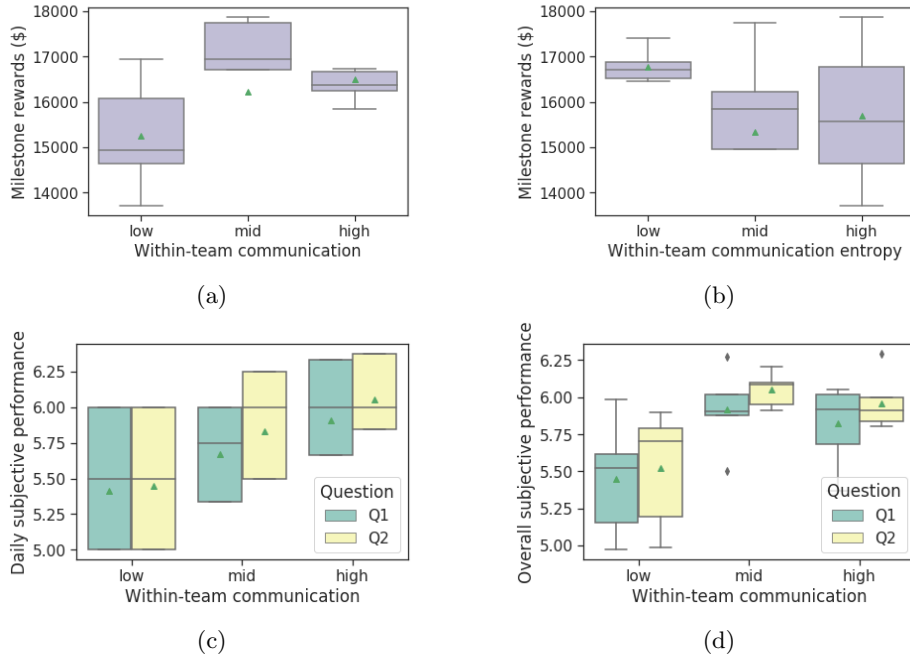 Milestone rewards ($)
18000
17000
16000
15000
14000
low mid high
Within-team communication
(a)
Milestone rewards ($)
18000
17000
16000
15000
14000
low mid high
Within-team communication entropy
(b)
Daily subjective performance
6.25
6.00
5.75
5.50
5.25
5.00
Question
Q1
Q2
low mid high
Within-team communication
(c)
Overall subjective performance
6.25
6.00
5.75
5.50
5.25
5.00
Question
Q1
Q2
low mid high
Within-team communication
(d)